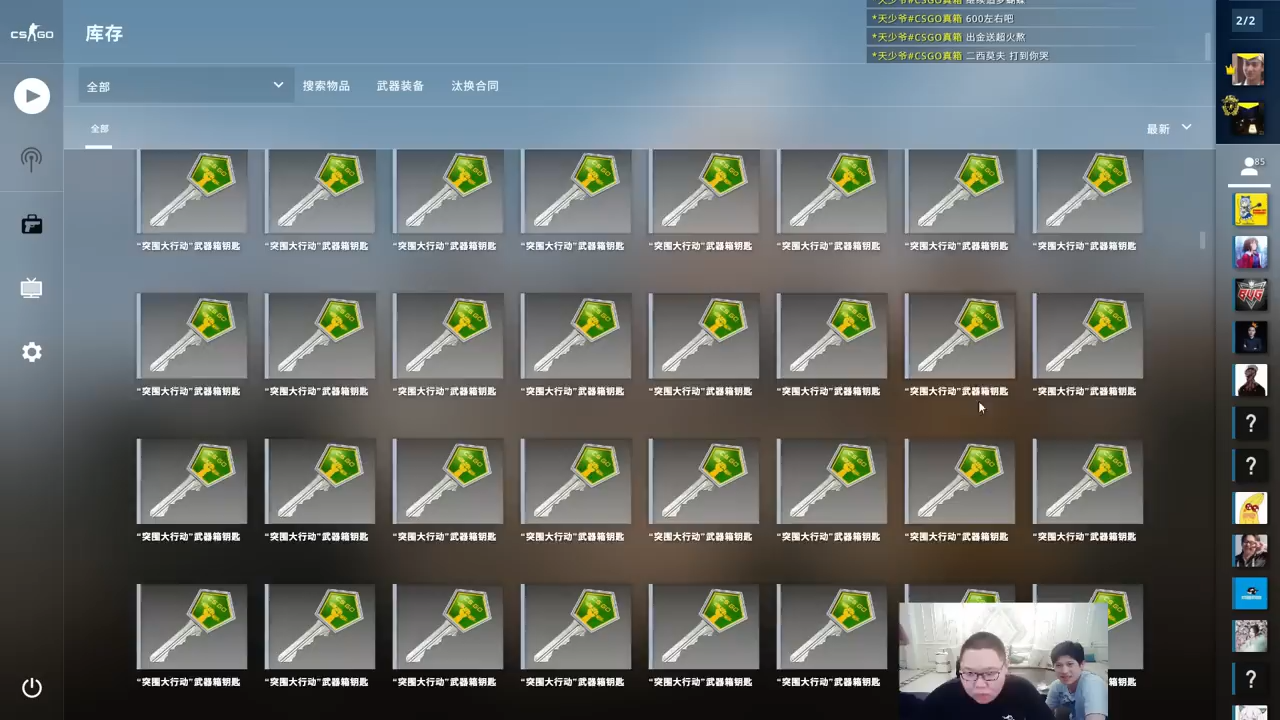 *天少爷#CSGO真箱 继续追梦蝴蝶
*天少爷#CSGO真箱 600左右吧
*天少爷#CSGO真箱 出金送超火熬
*天少爷#CSGO真箱 二西莫夫 打到你哭
CS GO
库存
2/2
全部
搜索物品
武器装备
汰换合同
全部
最新
85
"突围大行动"武器箱钥匙 "突围大行动"武器箱钥匙 "突围大行动"武器箱钥匙 "突围大行动"武器箱钥匙 "突围大行动"武器箱钥匙 "突围大行动"武器箱钥匙 "突围大行动"武器箱钥匙 "突围大行动"武器箱钥匙
"突围大行动"武器箱钥匙 "突围大行动"武器箱钥匙 "突围大行动"武器箱钥匙 "突围大行动"武器箱钥匙 "突围大行动"武器箱钥匙 "突围大行动"武器箱钥匙 "突围大行动"武器箱钥匙 "突围大行动"武器箱钥匙
"突围大行动"武器箱钥匙 "突围大行动"武器箱钥匙 "突围大行动"武器箱钥匙 "突围大行动"武器箱钥匙 "突围大行动"武器箱钥匙 "突围大行动"武器箱钥匙 "突围大行动"武器箱钥匙 "突围大行动"武器箱钥匙
"突围大行动"武器箱钥匙 "突围大行动"武器箱钥匙 "突围大行动"武器箱钥匙 "突围大行动"武器箱钥匙 "突围大行动"武器箱钥匙 "突围大行动"武器箱钥匙 器箱钥匙
BUG
?
?
?